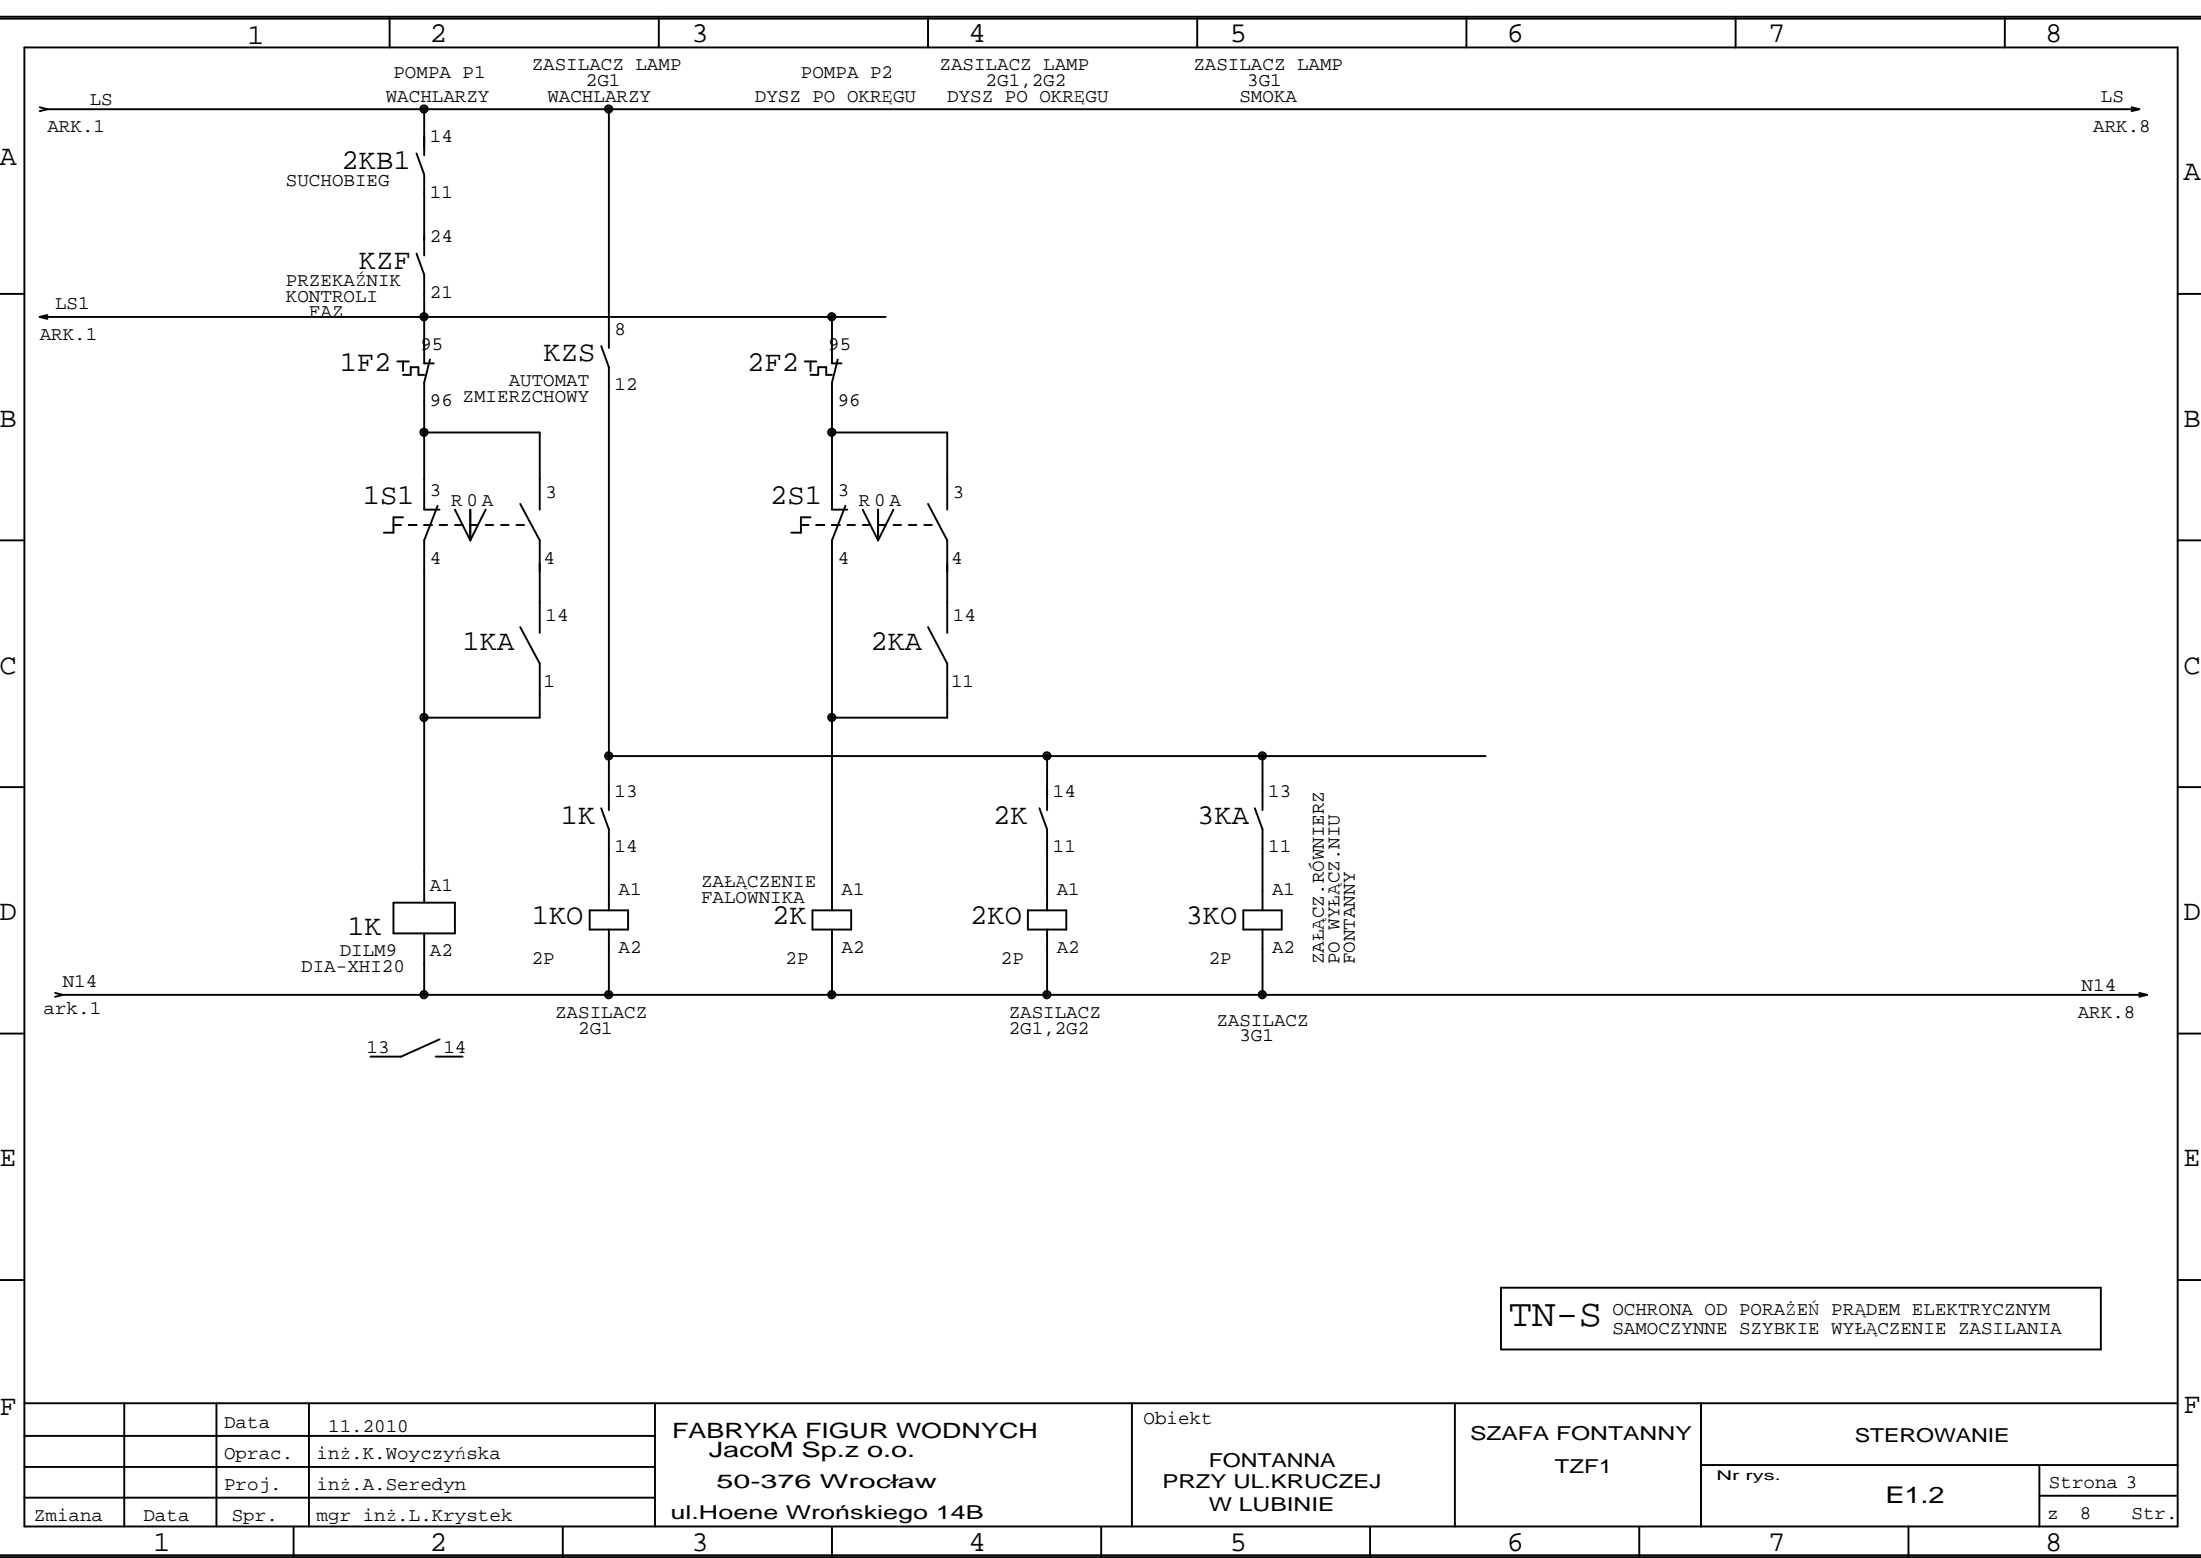 1 2 3 4 5 6 7 8
POMPA P1
WACHLARZY
ZASILACZ LAMP
2G1
WACHLARZY
POMPA P2
DYSZ PO OKRĘGU
ZASILACZ LAMP
2G1,2G2
DYSZ PO OKRĘGU
ZASILACZ LAMP
3G1
SMOKA
LS
ARK.1
LS
ARK.8
A
A
14
2KB1
SUCHOBIEG
11
24
KZF
PRZEKAŹNIK
KONTROLI
FAZ
21
LS1
ARK.1
95
1F2
96
8
KZS
AUTOMAT
ZMIERZCHOWY
12
95
2F2
96
B
B
1S1
3
R0A
3
4
4
2S1
3
R0A
3
4
4
14
1KA
1
14
2KA
11
C
C
13
1K
14
14
2K
11
13
3KA
11
ZAŁĄCZ.RÓWNIERZ
PO WYŁĄCZ.NIU
FONTANNY
A1
1K
DILM9
DIA-XHI20
A2
A1
1KO
2P
A2
ZAŁĄCZENIE
FALOWNIKA
A1
2K
2P
A2
A1
2KO
2P
A2
A1
3KO
2P
A2
D
D
N14
ark.1
N14
ARK.8
ZASILACZ
2G1
ZASILACZ
2G1,2G2
ZASILACZ
3G1
13 14
E
E
TN-S OCHRONA OD PORAŻEŃ PRĄDEM ELEKTRYCZNYM
SAMOCZYNNE SZYBKIE WYŁĄCZENIE ZASILANIA
F
F
Data 11.2010
Oprac. inż.K.Woyczyńska
Proj. inż.A.Seredyn
Zmiana Data Spr. mgr inż.L.Krystek
FABRYKA FIGUR WODNYCH
JacoM Sp.z o.o.
50-376 Wrocław
ul.Hoene Wrońskiego 14B
Obiekt
FONTANNA
PRZY UL.KRUCZEJ
W LUBINIE
SZAFA FONTANNY
TZF1
STEROWANIE
Nr rys.
E1.2
Strona 3
z 8 Str.
1 2 3 4 5 6 7 8